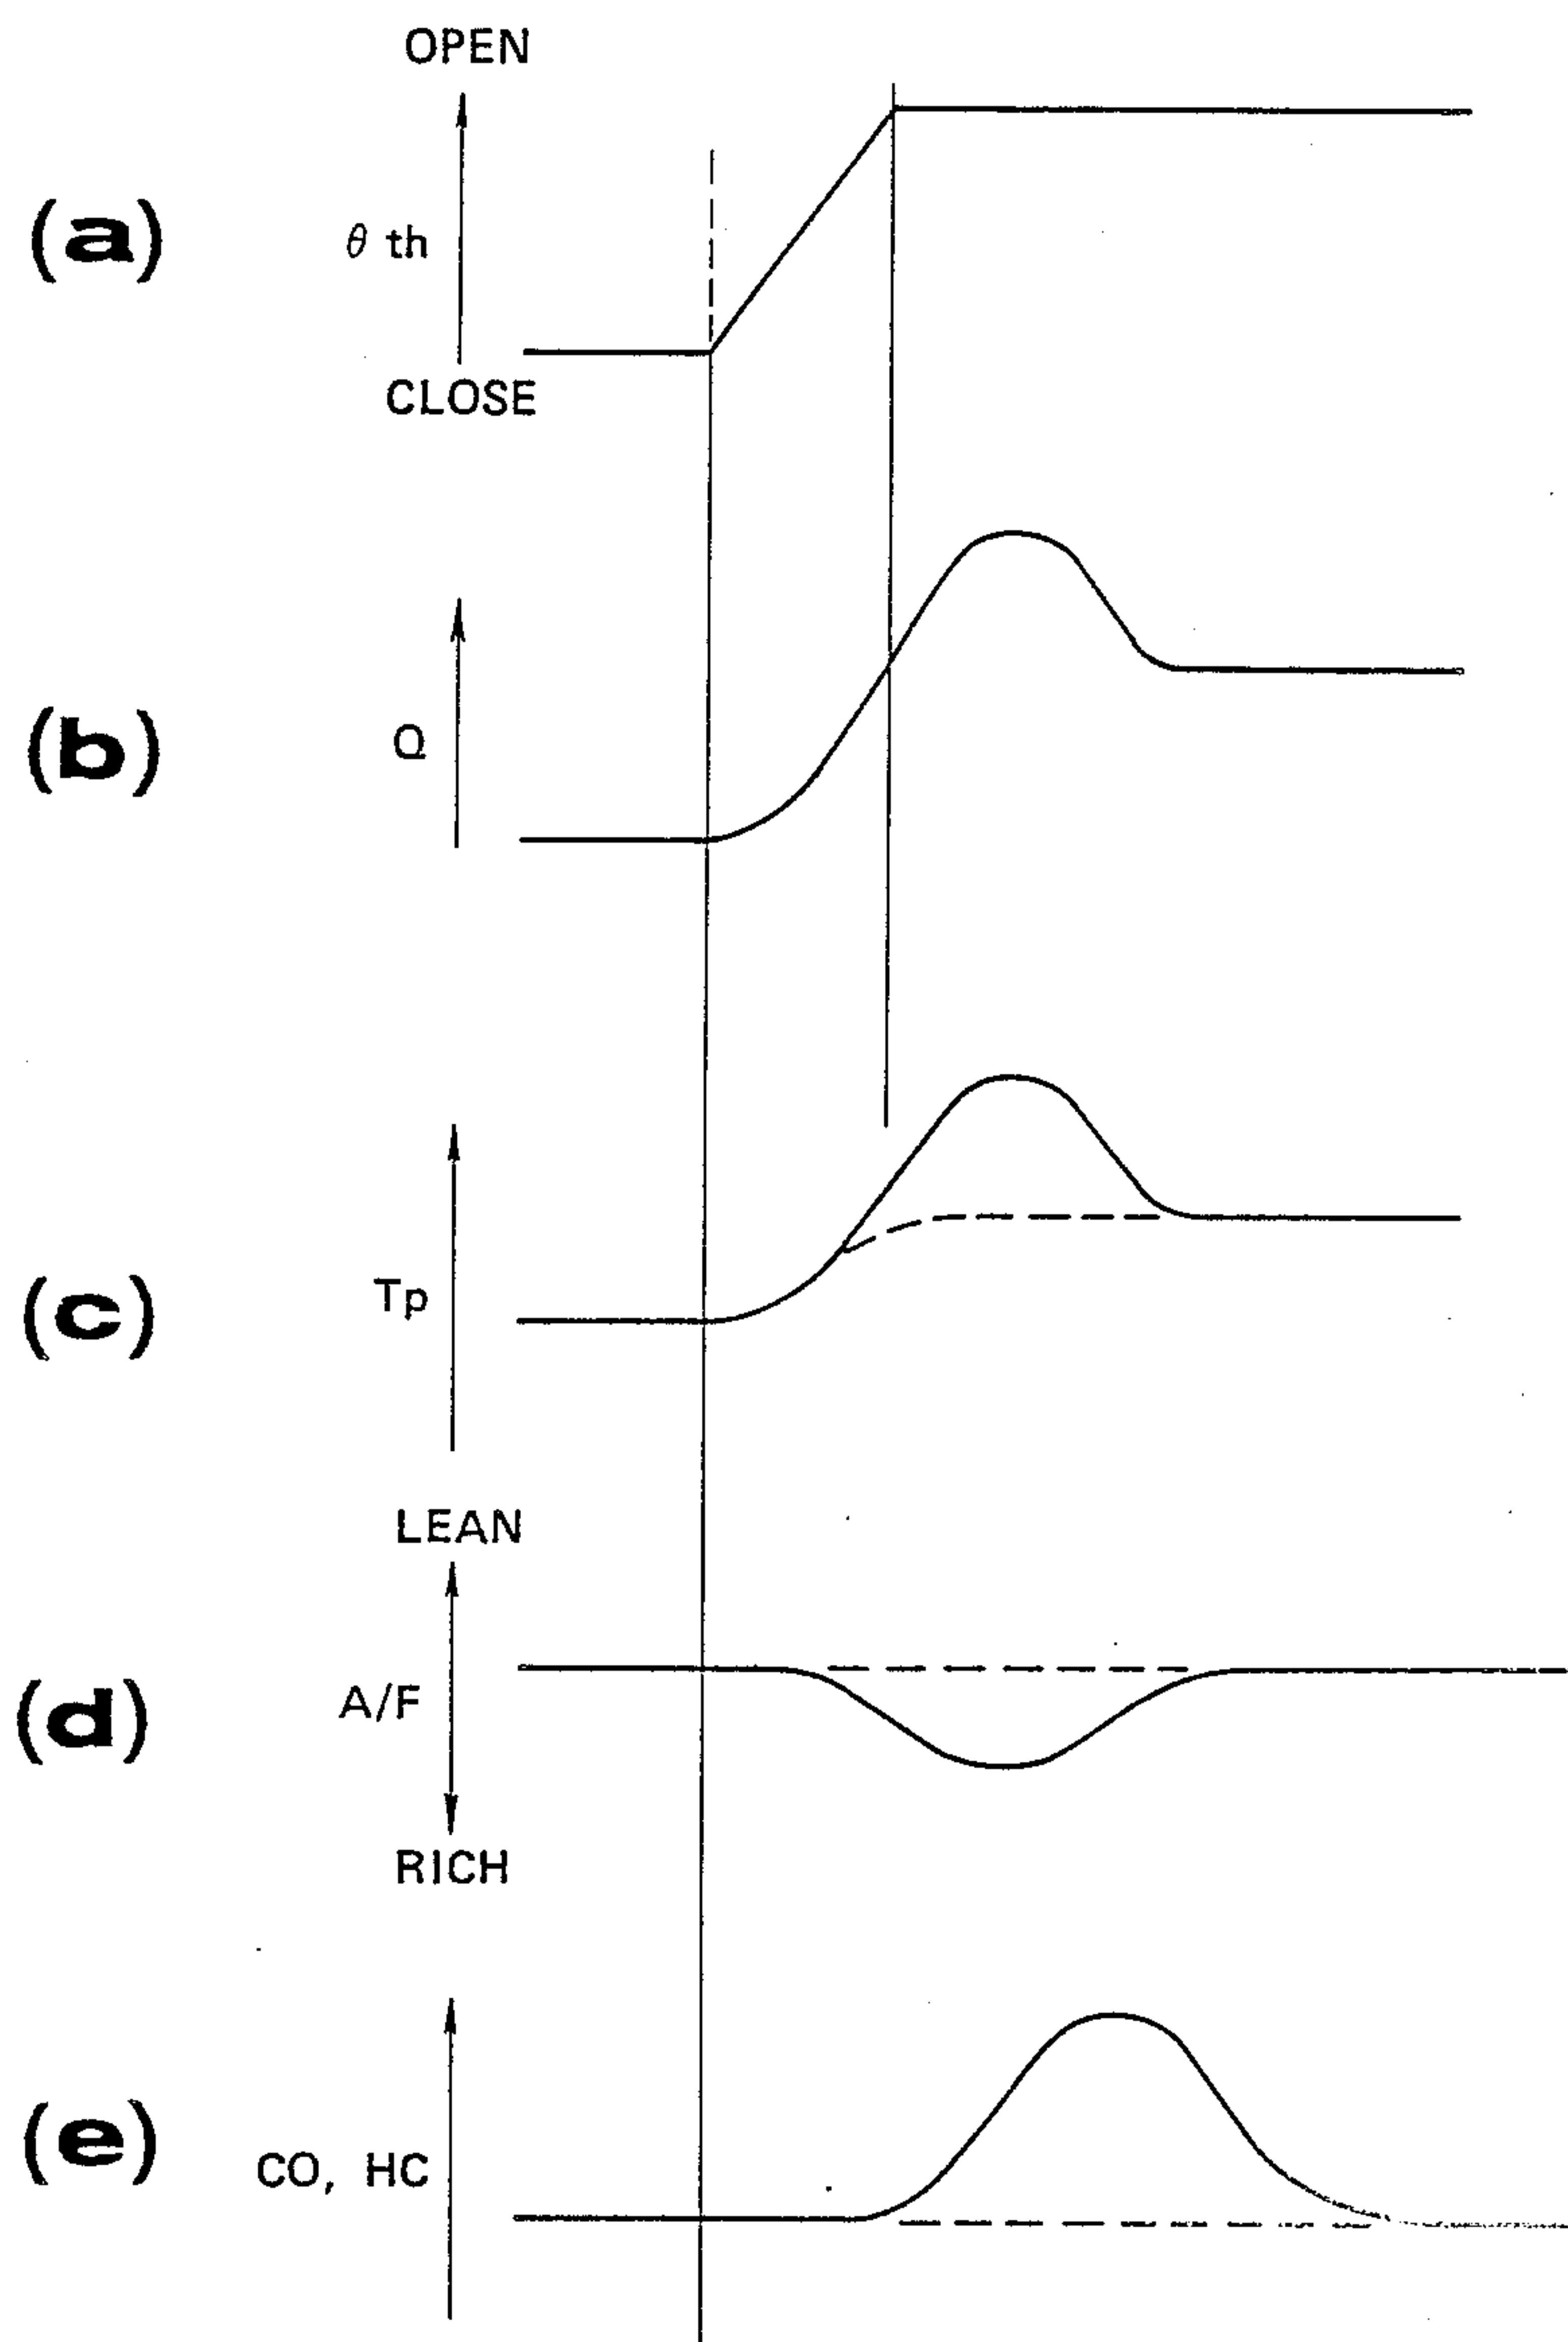 OPEN
(a)
θ th
CLOSE
(b)
Q
(c)
Tp
LEAN
(d)
A/F
RICH
(e)
CO, HC